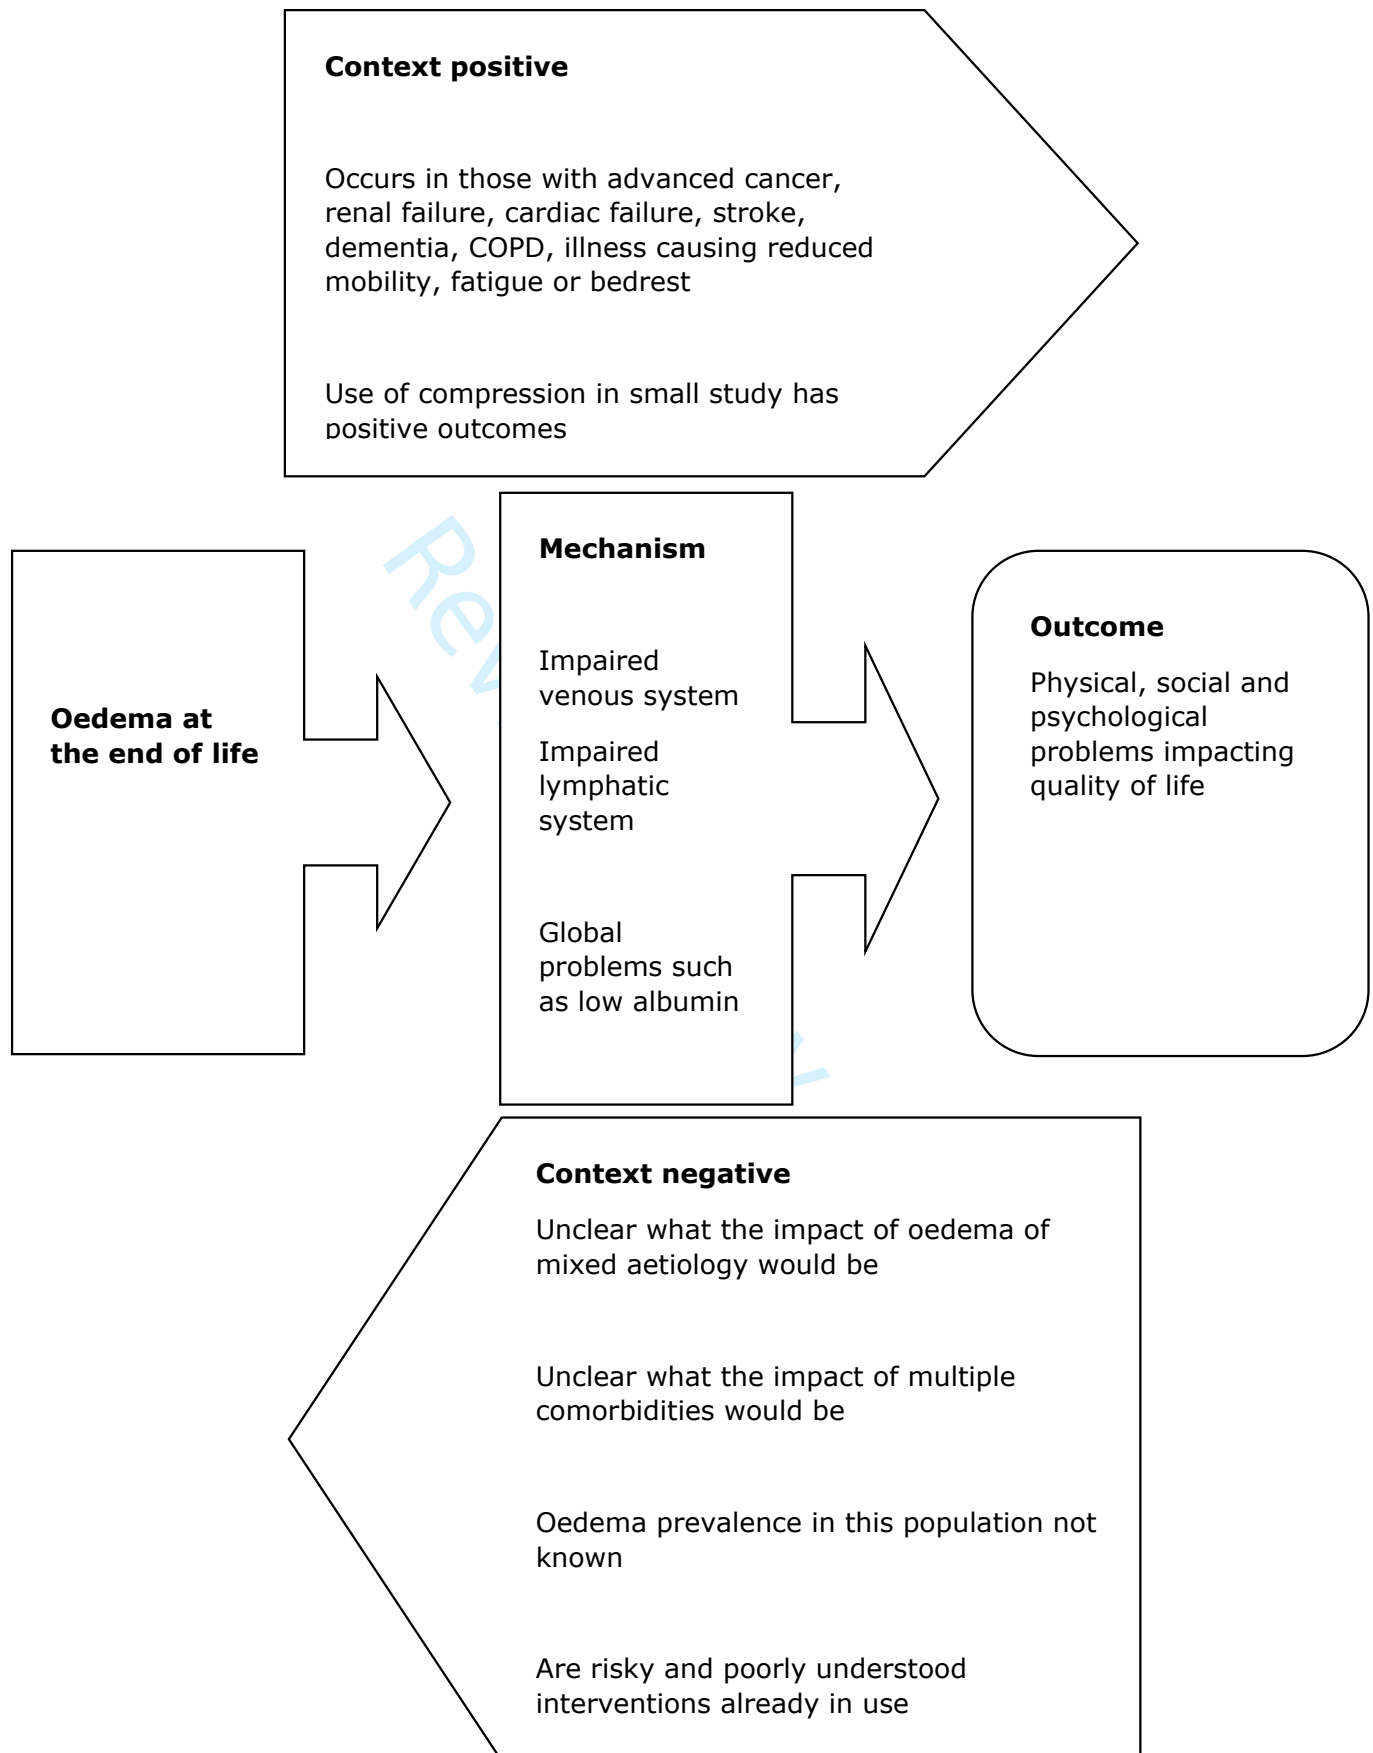 Context positive
Occurs in those with advanced cancer,
renal failure, cardiac failure, stroke,
dementia, COPD, illness causing reduced
mobility, fatigue or bedrest
Use of compression in small study has
positive outcomes
Oedema at
the end of life
Mechanism
Impaired
venous system
Impaired
lymphatic
system
Global
problems such
as low albumin
Outcome
Physical, social and
psychological
problems impacting
quality of life
Context negative
Unclear what the impact of oedema of
mixed aetiology would be
Unclear what the impact of multiple
comorbidities would be
Oedema prevalence in this population not
known
Are risky and poorly understood
interventions already in use